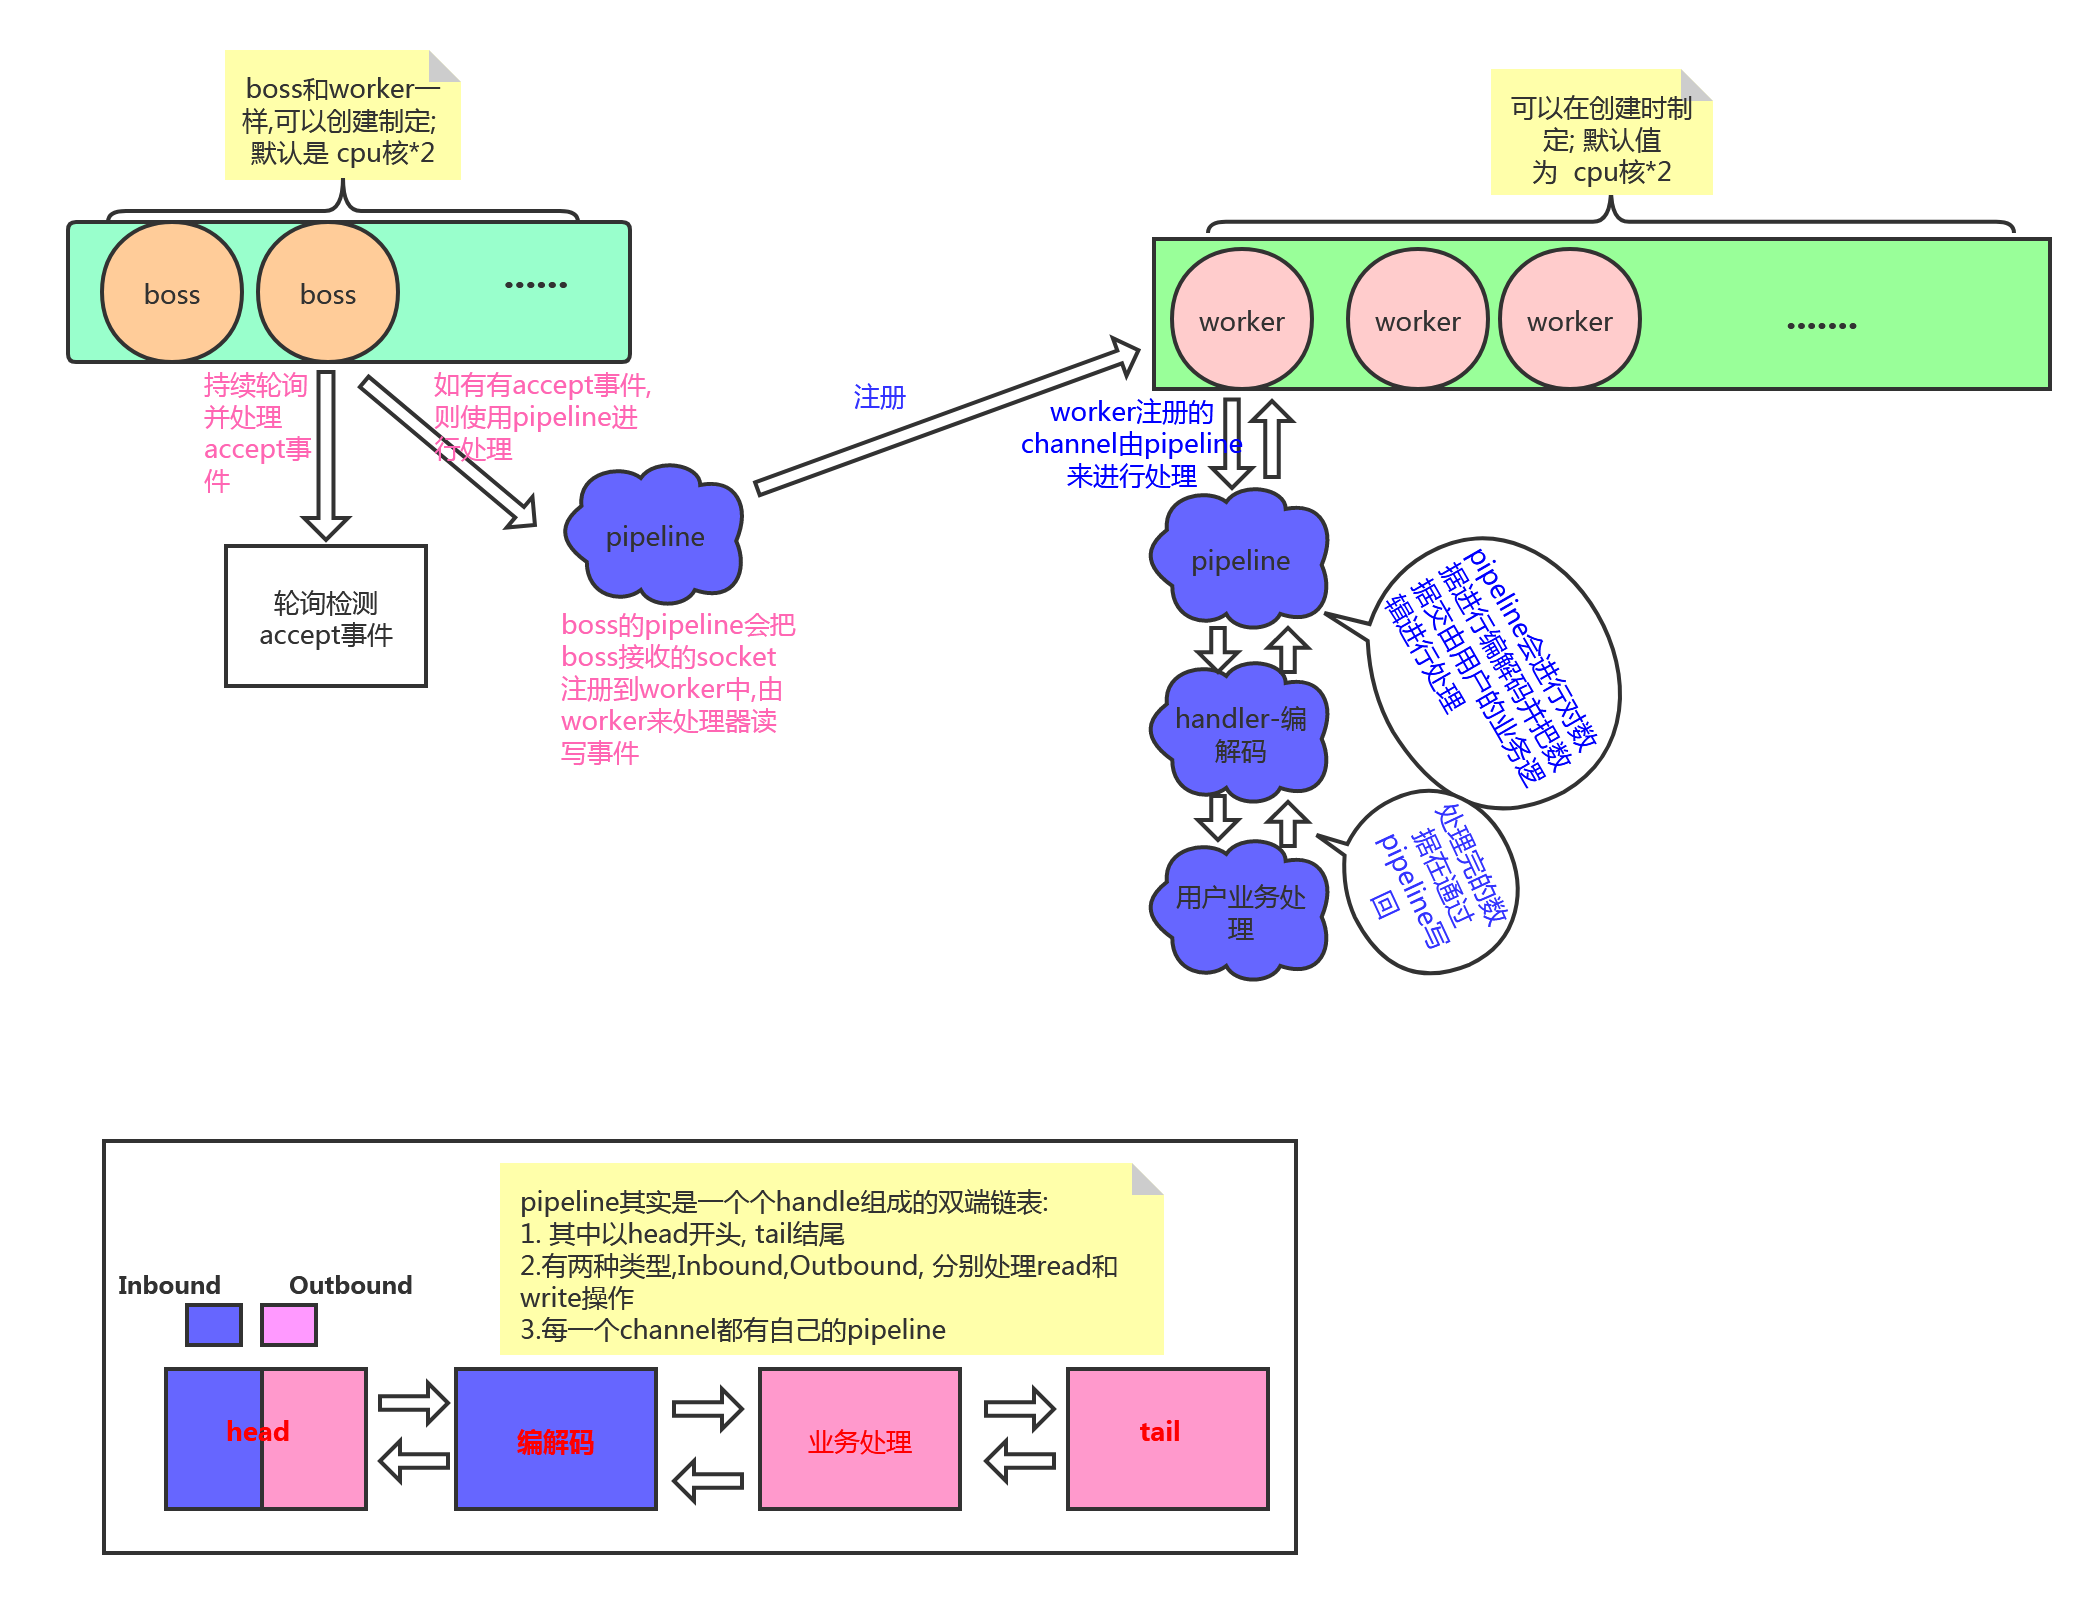 boss和worker一
样,可以创建制定;
默认是 cpu核*2
可以在创建时制
定; 默认值
为  cpu核*2
boss
boss
......
worker
worker
worker
.......
持续轮询
并处理
accept事
件
如有有accept事件,
则使用pipeline进
行处理
注册
worker注册的
channel由pipeline
来进行处理
轮询检测
accept事件
pipeline
boss的pipeline会把
boss接收的socket
注册到worker中,由
worker来处理器读
写事件
pipeline
pipeline会进行对数
据进行编解码并把数
据交由用户的业务逻
辑进行处理
handler-编
解码
处理完的数
据在通过
pipeline写
回
用户业务处
理
pipeline其实是一个个handle组成的双端链表:
1. 其中以head开头, tail结尾
2.有两种类型,Inbound,Outbound, 分别处理read和
write操作
3.每一个channel都有自己的pipeline
Inbound
Outbound
head
编解码
业务处理
tail